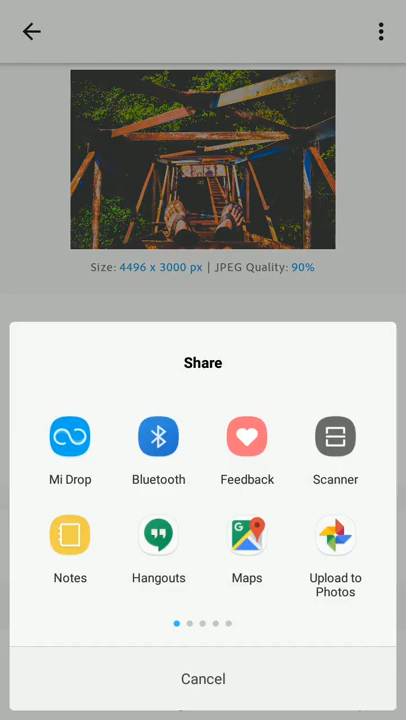 Size: 4496 x 3000 px | JPEG Quality: 90%
Share
Mi Drop
Bluetooth
Feedback
Scanner
Notes
Hangouts
Maps
Upload to
Photos
Cancel